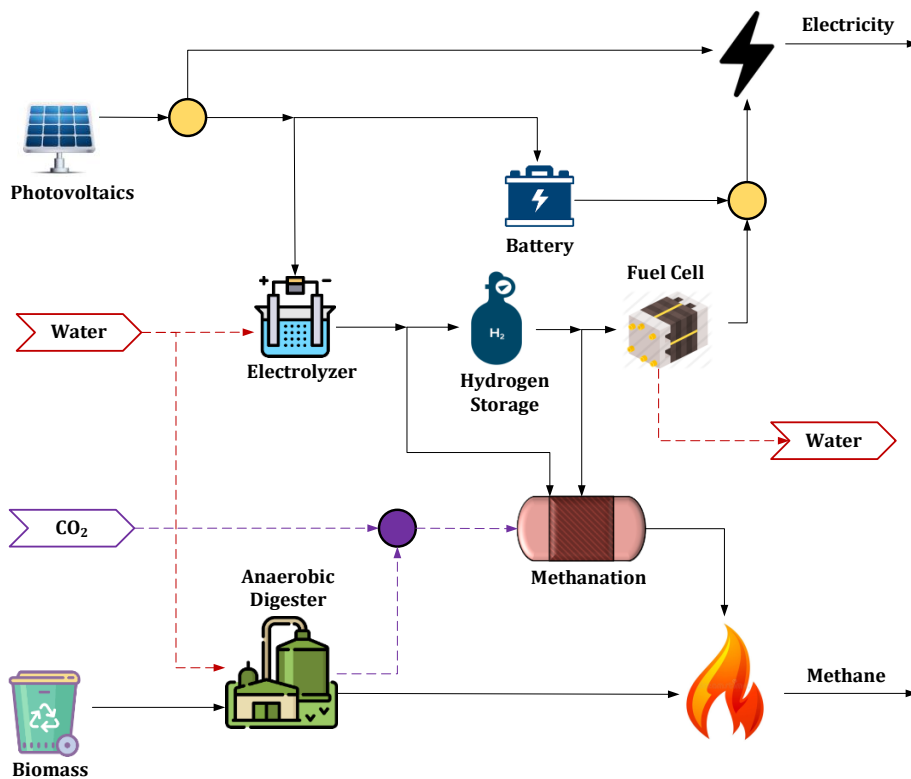 Electricity
Photovoltaics
Battery
Fuel Cell
+ −
Water
Electrolyzer
H₂
Hydrogen
Storage
Water
CO₂
Methanation
Anaerobic
Digester
Methane
Biomass